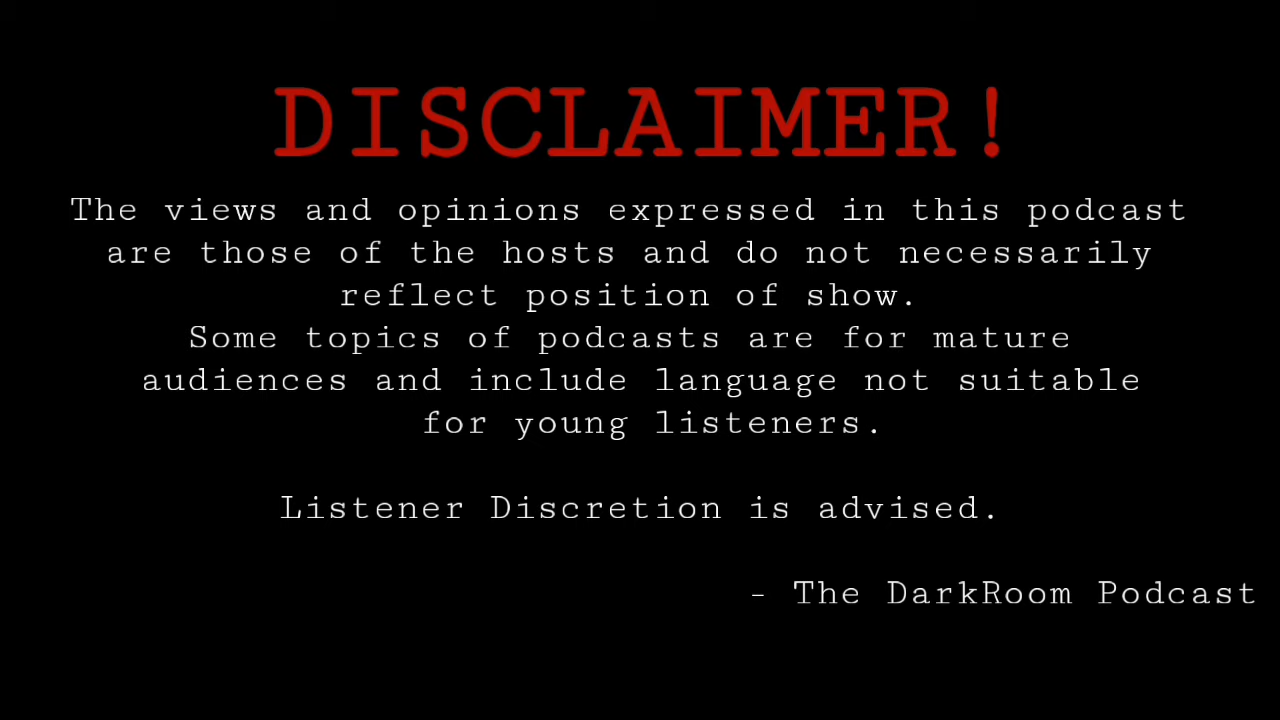 DISCLAIMER!
The views and opinions expressed in this podcast
are those of the hosts and do not necessarily
reflect position of show.
Some topics of podcasts are for mature
audiences and include language not suitable
for young listeners.
Listener Discretion is advised.
- The DarkRoom Podcast